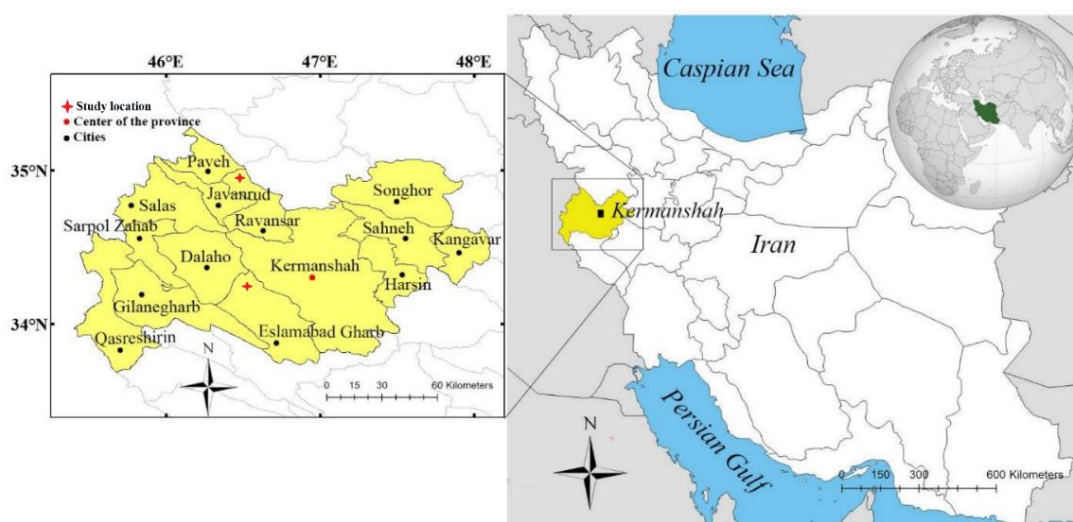 46°E
47°E
48°E
Study location
Center of the province
Cities
35°N
34°N
Paveh
Javanrud
Songhor
Salas
Ravansar
Sahneh
Sarpol Zahab
Kangavar
Dalaho
Kermanshah
Harsin
Gilanegharb
Eslamabad Gharb
Qasreshirin
N
0 15 30 60 Kilometers
Caspian Sea
Kermanshah
Iran
Persian Gulf
N
0 150 300 600 Kilometers